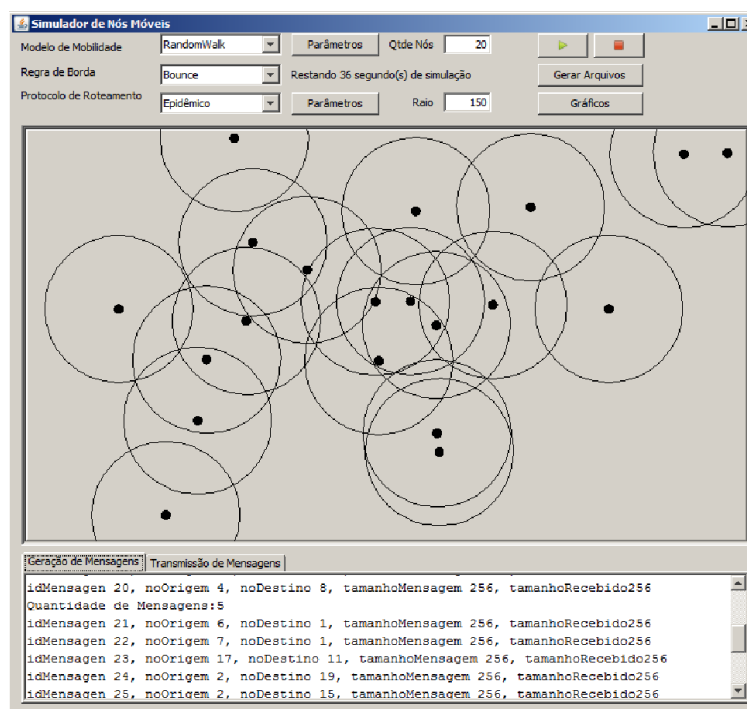 Simulador de Nós Móveis
Modelo de Mobilidade RandomWalk Parâmetros Qtde Nós 20
Regra de Borda Bounce Restando 36 segundo(s) de simulação Gerar Arquivos
Protocolo de Roteamento Epidêmico Parâmetros Raio 150 Gráficos
Geração de Mensagens Transmissão de Mensagens
idMensagen 20, noOrigem 4, noDestino 8, tamanhoMensagem 256, tamanhoRecebido256
Quantidade de Mensagens:5
idMensagen 21, noOrigem 6, noDestino 1, tamanhoMensagem 256, tamanhoRecebido256
idMensagen 22, noOrigem 7, noDestino 1, tamanhoMensagem 256, tamanhoRecebido256
idMensagen 23, noOrigem 17, noDestino 11, tamanhoMensagem 256, tamanhoRecebido256
idMensagen 24, noOrigem 2, noDestino 19, tamanhoMensagem 256, tamanhoRecebido256
idMensagen 25, noOrigem 2, noDestino 15, tamanhoMensagem 256, tamanhoRecebido256